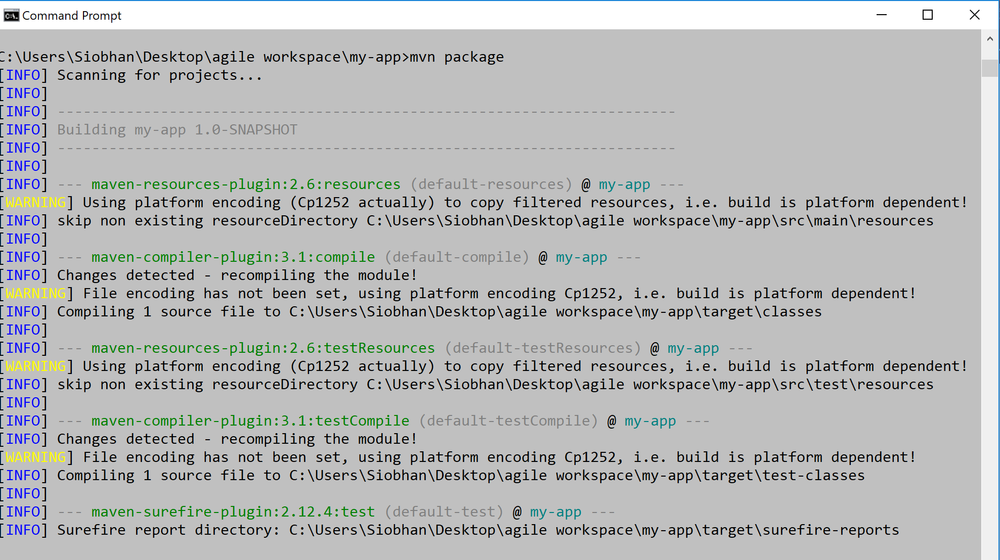 Command Prompt
C:\Users\Siobhan\Desktop\agile workspace\my-app>mvn package
[INFO] Scanning for projects...
[INFO]
[INFO] ------------------------------------------------------------------------
[INFO] Building my-app 1.0-SNAPSHOT
[INFO] ------------------------------------------------------------------------
[INFO]
[INFO] --- maven-resources-plugin:2.6:resources (default-resources) @ my-app ---
[WARNING] Using platform encoding (Cp1252 actually) to copy filtered resources, i.e. build is platform dependent!
[INFO] skip non existing resourceDirectory C:\Users\Siobhan\Desktop\agile workspace\my-app\src\main\resources
[INFO]
[INFO] --- maven-compiler-plugin:3.1:compile (default-compile) @ my-app ---
[INFO] Changes detected - recompiling the module!
[WARNING] File encoding has not been set, using platform encoding Cp1252, i.e. build is platform dependent!
[INFO] Compiling 1 source file to C:\Users\Siobhan\Desktop\agile workspace\my-app\target\classes
[INFO]
[INFO] --- maven-resources-plugin:2.6:testResources (default-testResources) @ my-app ---
[WARNING] Using platform encoding (Cp1252 actually) to copy filtered resources, i.e. build is platform dependent!
[INFO] skip non existing resourceDirectory C:\Users\Siobhan\Desktop\agile workspace\my-app\src\test\resources
[INFO]
[INFO] --- maven-compiler-plugin:3.1:testCompile (default-testCompile) @ my-app ---
[INFO] Changes detected - recompiling the module!
[WARNING] File encoding has not been set, using platform encoding Cp1252, i.e. build is platform dependent!
[INFO] Compiling 1 source file to C:\Users\Siobhan\Desktop\agile workspace\my-app\target\test-classes
[INFO]
[INFO] --- maven-surefire-plugin:2.12.4:test (default-test) @ my-app ---
[INFO] Surefire report directory: C:\Users\Siobhan\Desktop\agile workspace\my-app\target\surefire-reports